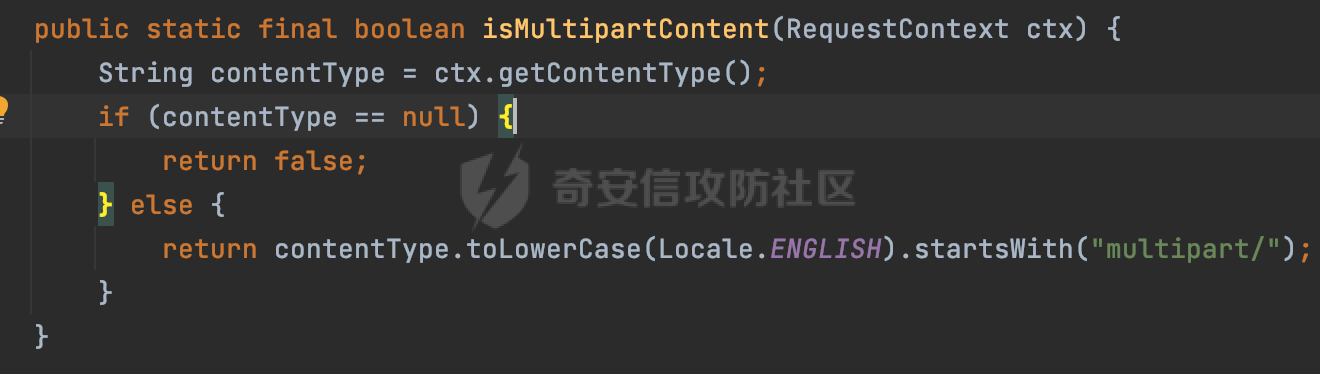 public static final boolean isMultipartContent(RequestContext ctx) {
    String contentType = ctx.getContentType();
    if (contentType == null) {
        return false;
    } else {
        return contentType.toLowerCase(Locale.ENGLISH).startsWith("multipart/");
    }
}
奇安信攻防社区